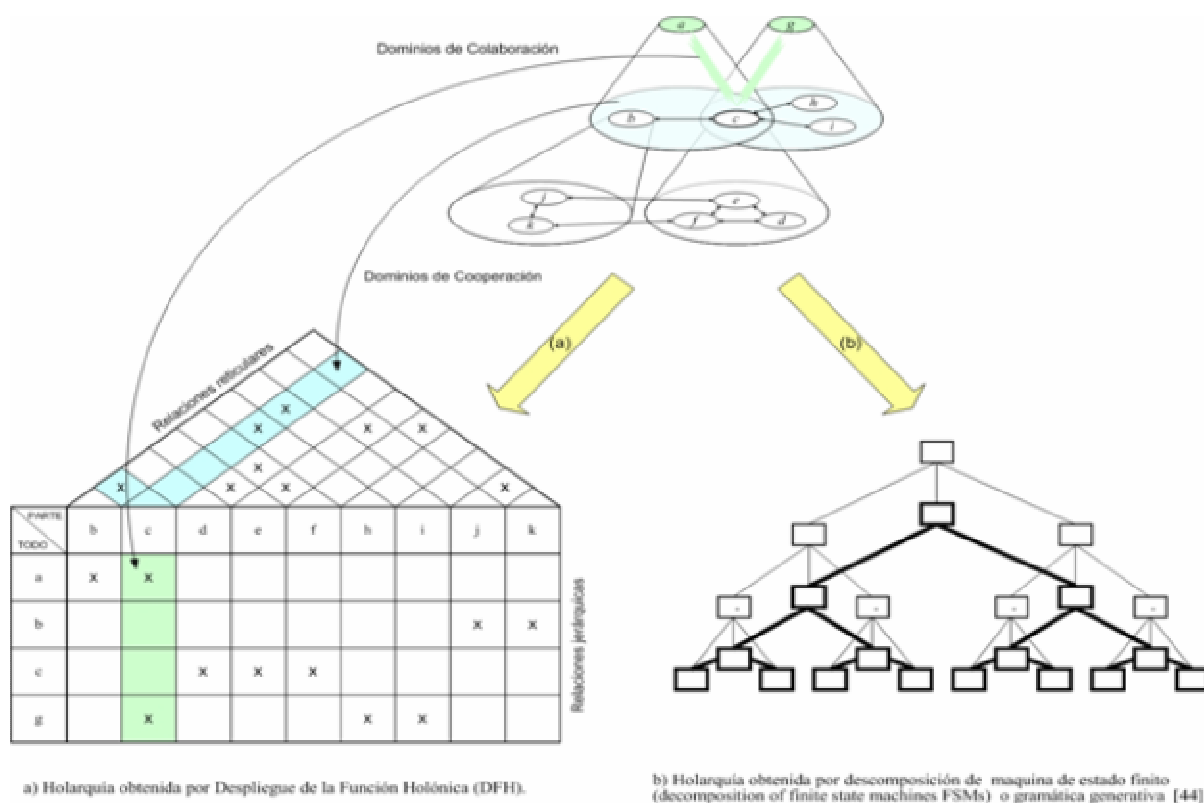 a g
Dominios de Colaboración
h
b c i
j e
k f d
Dominios de Cooperación
(a) (b)
Relaciones reticulares
x
x x x
x
x x x x
PARTE
TODO
b c d e f h i j k
a x x
b x x
c x x x
g x x x
Relaciones jerárquicas
a) Holarquía obtenida por Despliegue de la Función Holónica (DFH).
b) Holarquía obtenida por descomposición de maquina de estado finito
(decomposition of finite state machines FSMs) o gramática generativa [44]